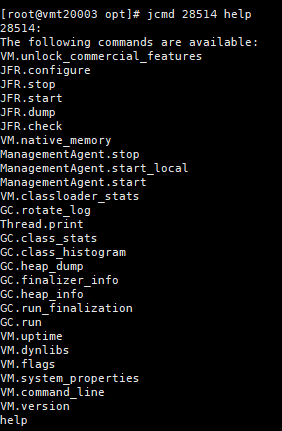 [root@vmt20003 opt]# jcmd 28514 help
28514:
The following commands are available:
VM.unlock_commercial_features
JFR.configure
JFR.stop
JFR.start
JFR.dump
JFR.check
VM.native_memory
ManagementAgent.stop
ManagementAgent.start_local
ManagementAgent.start
VM.classloader_stats
GC.rotate_log
Thread.print
GC.class_stats
GC.class_histogram
GC.heap_dump
GC.finalizer_info
GC.heap_info
GC.run_finalization
GC.run
VM.uptime
VM.dynlibs
VM.flags
VM.system_properties
VM.command_line
VM.version
help